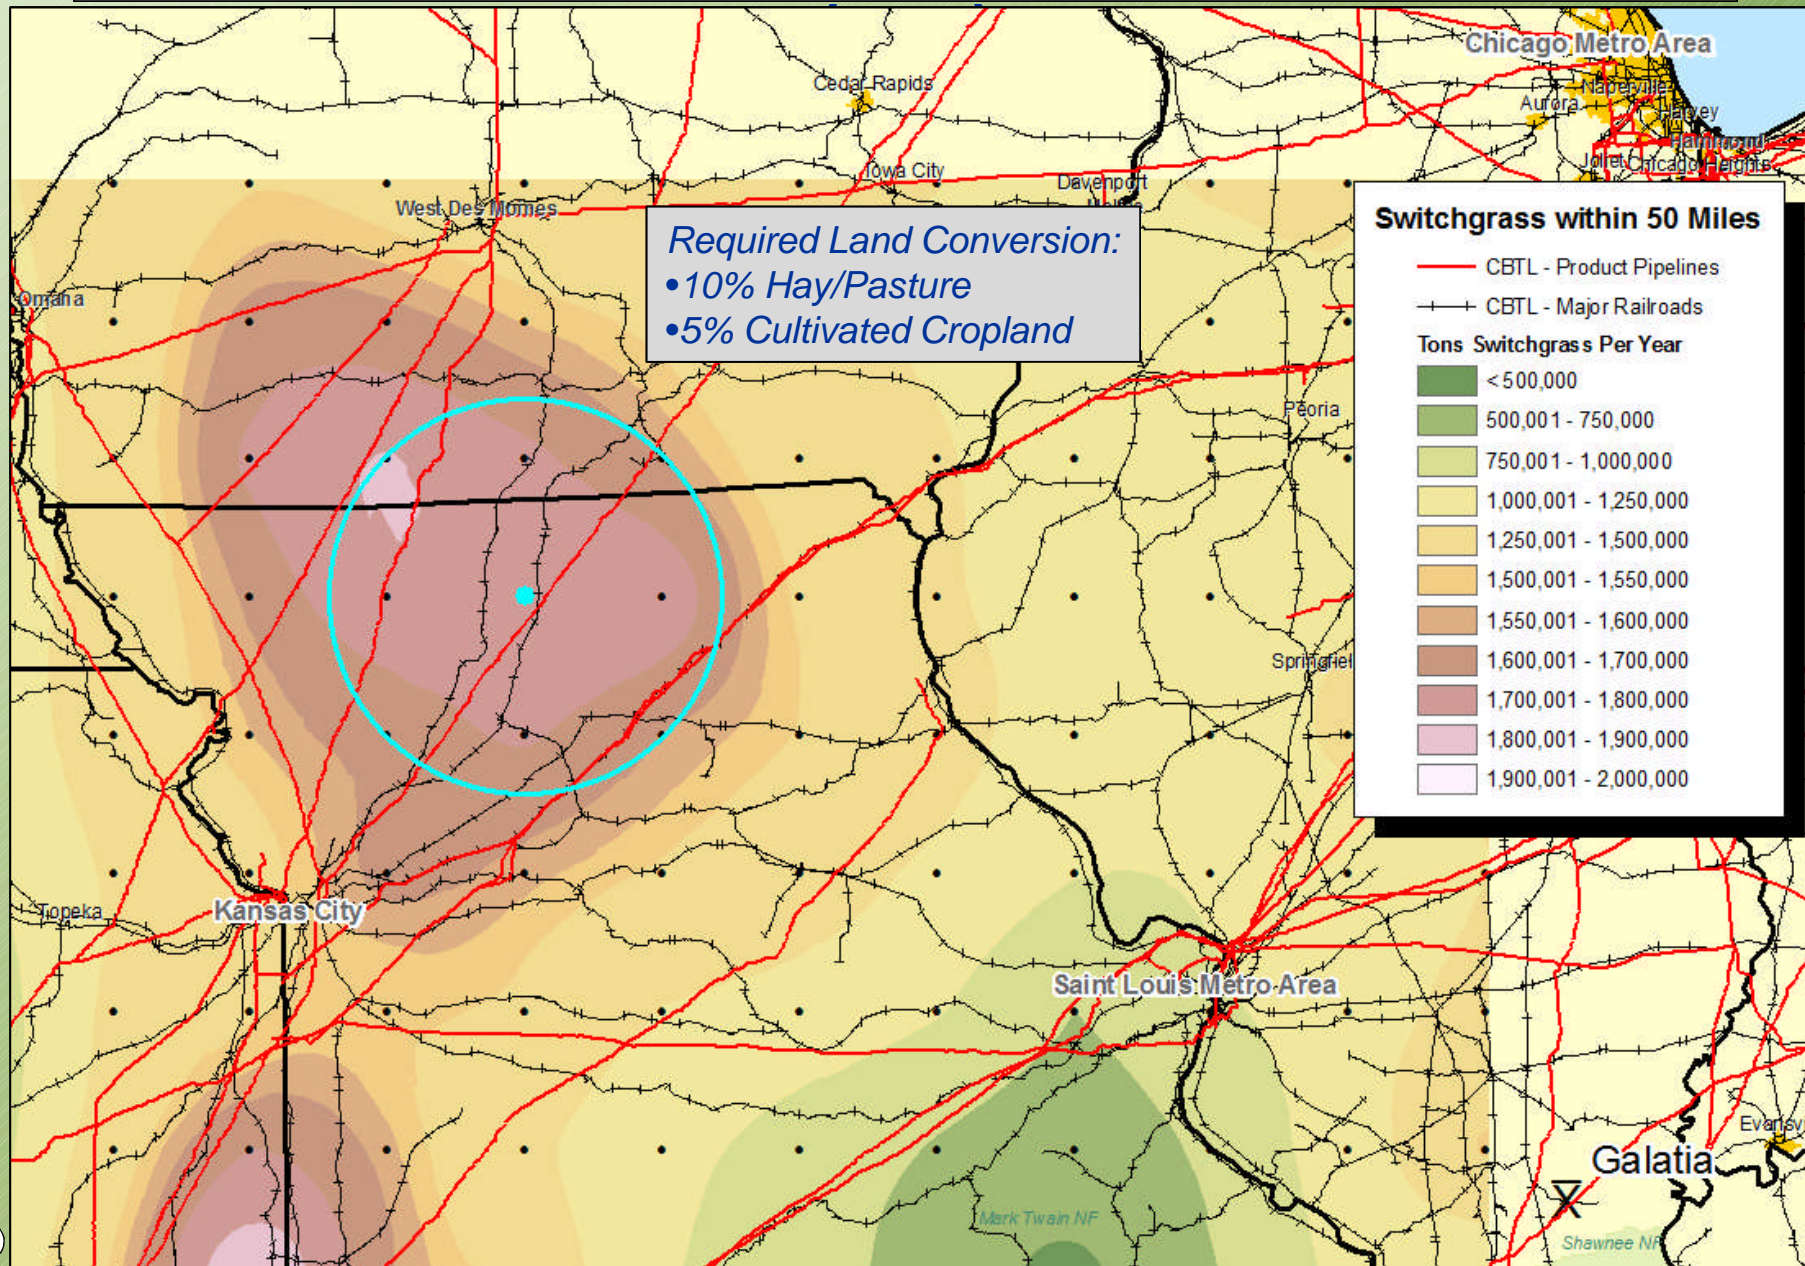 Chicago Metro Area
Cedar Rapids
Naperville
Aurora
Harvey
Hammond
Joliet
Chicago Heights
Iowa City
Davenport
West Des Moines
Omaha
Required Land Conversion:
•10% Hay/Pasture
•5% Cultivated Cropland
Switchgrass within 50 Miles
CBTL - Product Pipelines
CBTL - Major Railroads
Tons Switchgrass Per Year
< 500,000
500,001 - 750,000
750,001 - 1,000,000
1,000,001 - 1,250,000
1,250,001 - 1,500,000
1,500,001 - 1,550,000
1,550,001 - 1,600,000
1,600,001 - 1,700,000
1,700,001 - 1,800,000
1,800,001 - 1,900,000
1,900,001 - 2,000,000
Peoria
Springfiel
Topeka
Kansas City
Saint Louis Metro Area
Evansv
Galatia
Mark Twain NF
Shawnee NF